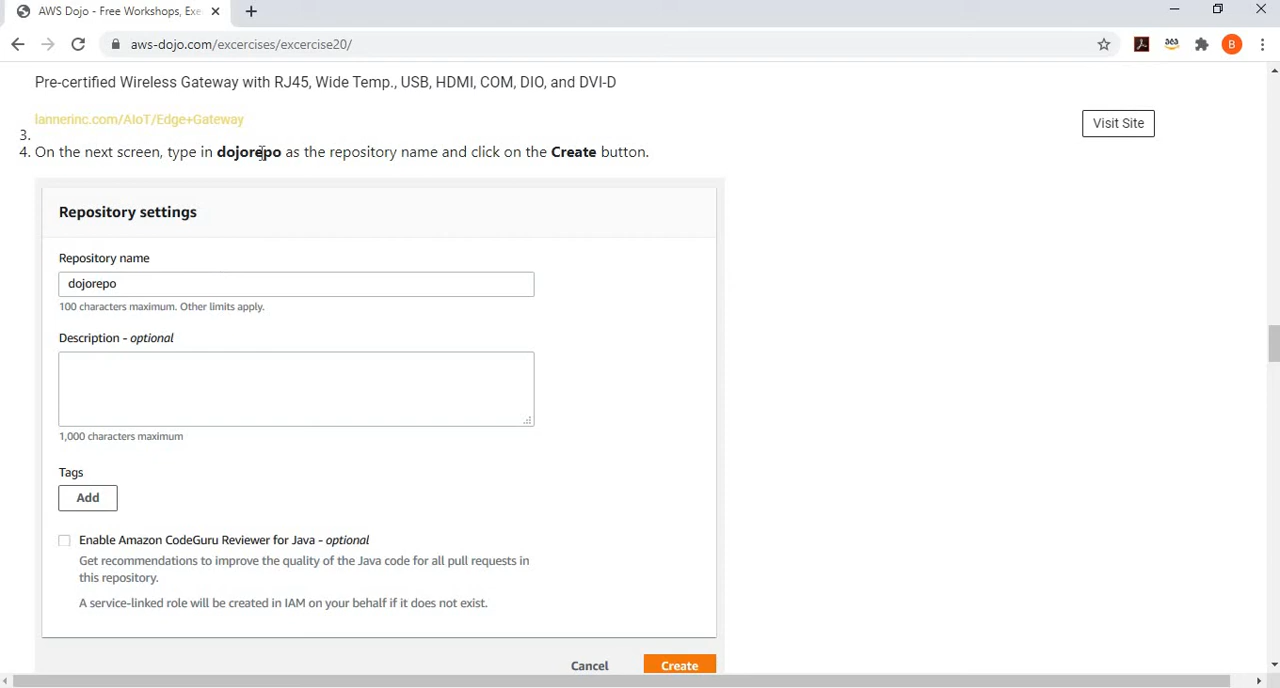 AWS Dojo - Free Workshops, Exe
aws-dojo.com/excercises/excercise20/
B
Pre-certified Wireless Gateway with RJ45, Wide Temp., USB, HDMI, COM, DIO, and DVI-D
lannerinc.com/AIoT/Edge+Gateway
Visit Site
3.
4. On the next screen, type in dojorepo as the repository name and click on the Create button.
Repository settings
Repository name
dojorepo
100 characters maximum. Other limits apply.
Description - optional
1,000 characters maximum
Tags
Add
Enable Amazon CodeGuru Reviewer for Java - optional
Get recommendations to improve the quality of the Java code for all pull requests in
this repository.
A service-linked role will be created in IAM on your behalf if it does not exist.
Cancel
Create